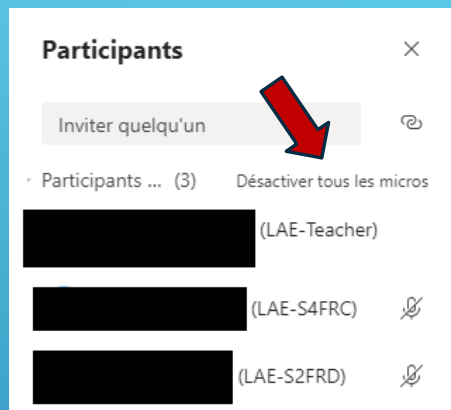 Participants
Inviter quelqu'un
Participants ... (3) Désactiver tous les micros
(LAE-Teacher)
(LAE-S4FRC)
(LAE-S2FRD)